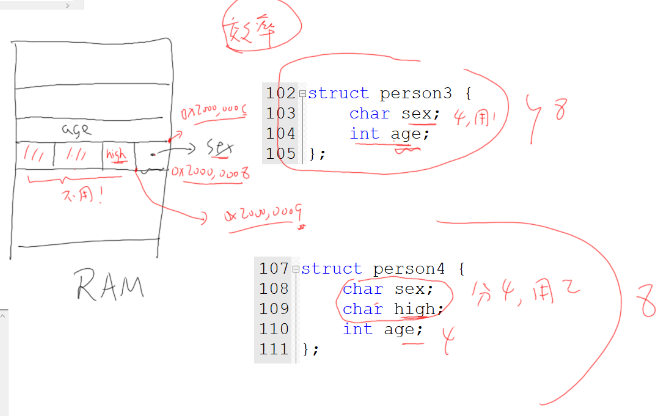 效率
0x2000,000C
age
high
sex
0x2000,0008
不用!
0x2000,0009
RAM
102 struct person3 {
103 char sex; 4,用1
104 int age;
105 };
8
107 struct person4 {
108 char sex;
109 char high;
分4,用2
110 int age; 4
111 };
8